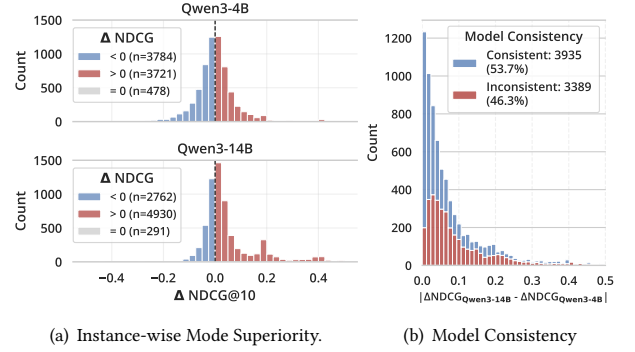 Qwen3-4B
1500
1000
500
0
Count
Δ NDCG
< 0 (n=3784)
> 0 (n=3721)
= 0 (n=478)
Qwen3-14B
1500
1000
500
0
Count
Δ NDCG
< 0 (n=2762)
> 0 (n=4930)
= 0 (n=291)
−0.4 −0.2 0.0 0.2 0.4
Δ NDCG@10
(a) Instance-wise Mode Superiority.
1200
1000
800
600
400
200
0
Count
Model Consistency
Consistent: 3935
(53.7%)
Inconsistent: 3389
(46.3%)
0.0 0.1 0.2 0.3 0.4 0.5
|ΔNDCGQwen3-14B - ΔNDCGQwen3-4B|
(b) Model Consistency